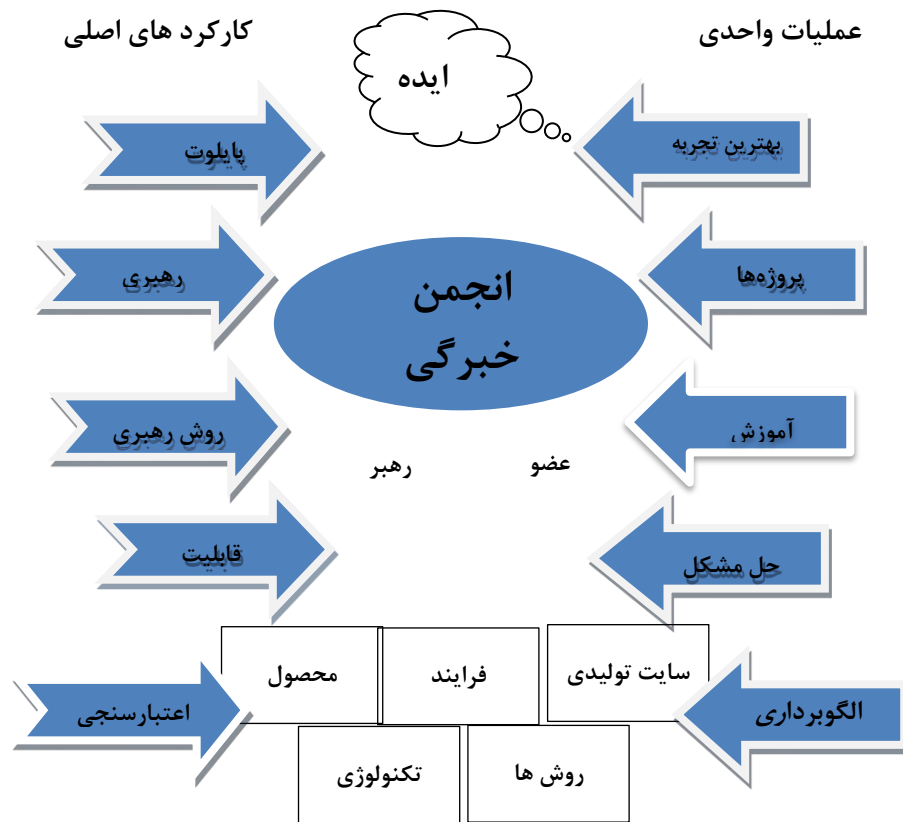 عملیات واحدی
کارکرد های اصلی
ایده
بهترین تجربه
پایلوت
پروژه‌ها
انجمن
خبرگی
رهبری
آموزش
روش رهبری
عضو
رهبر
حل مشکل
قابلیت
سایت تولیدی
فرایند
محصول
الگوبرداری
اعتبارسنجی
روش ها
تکنولوژی